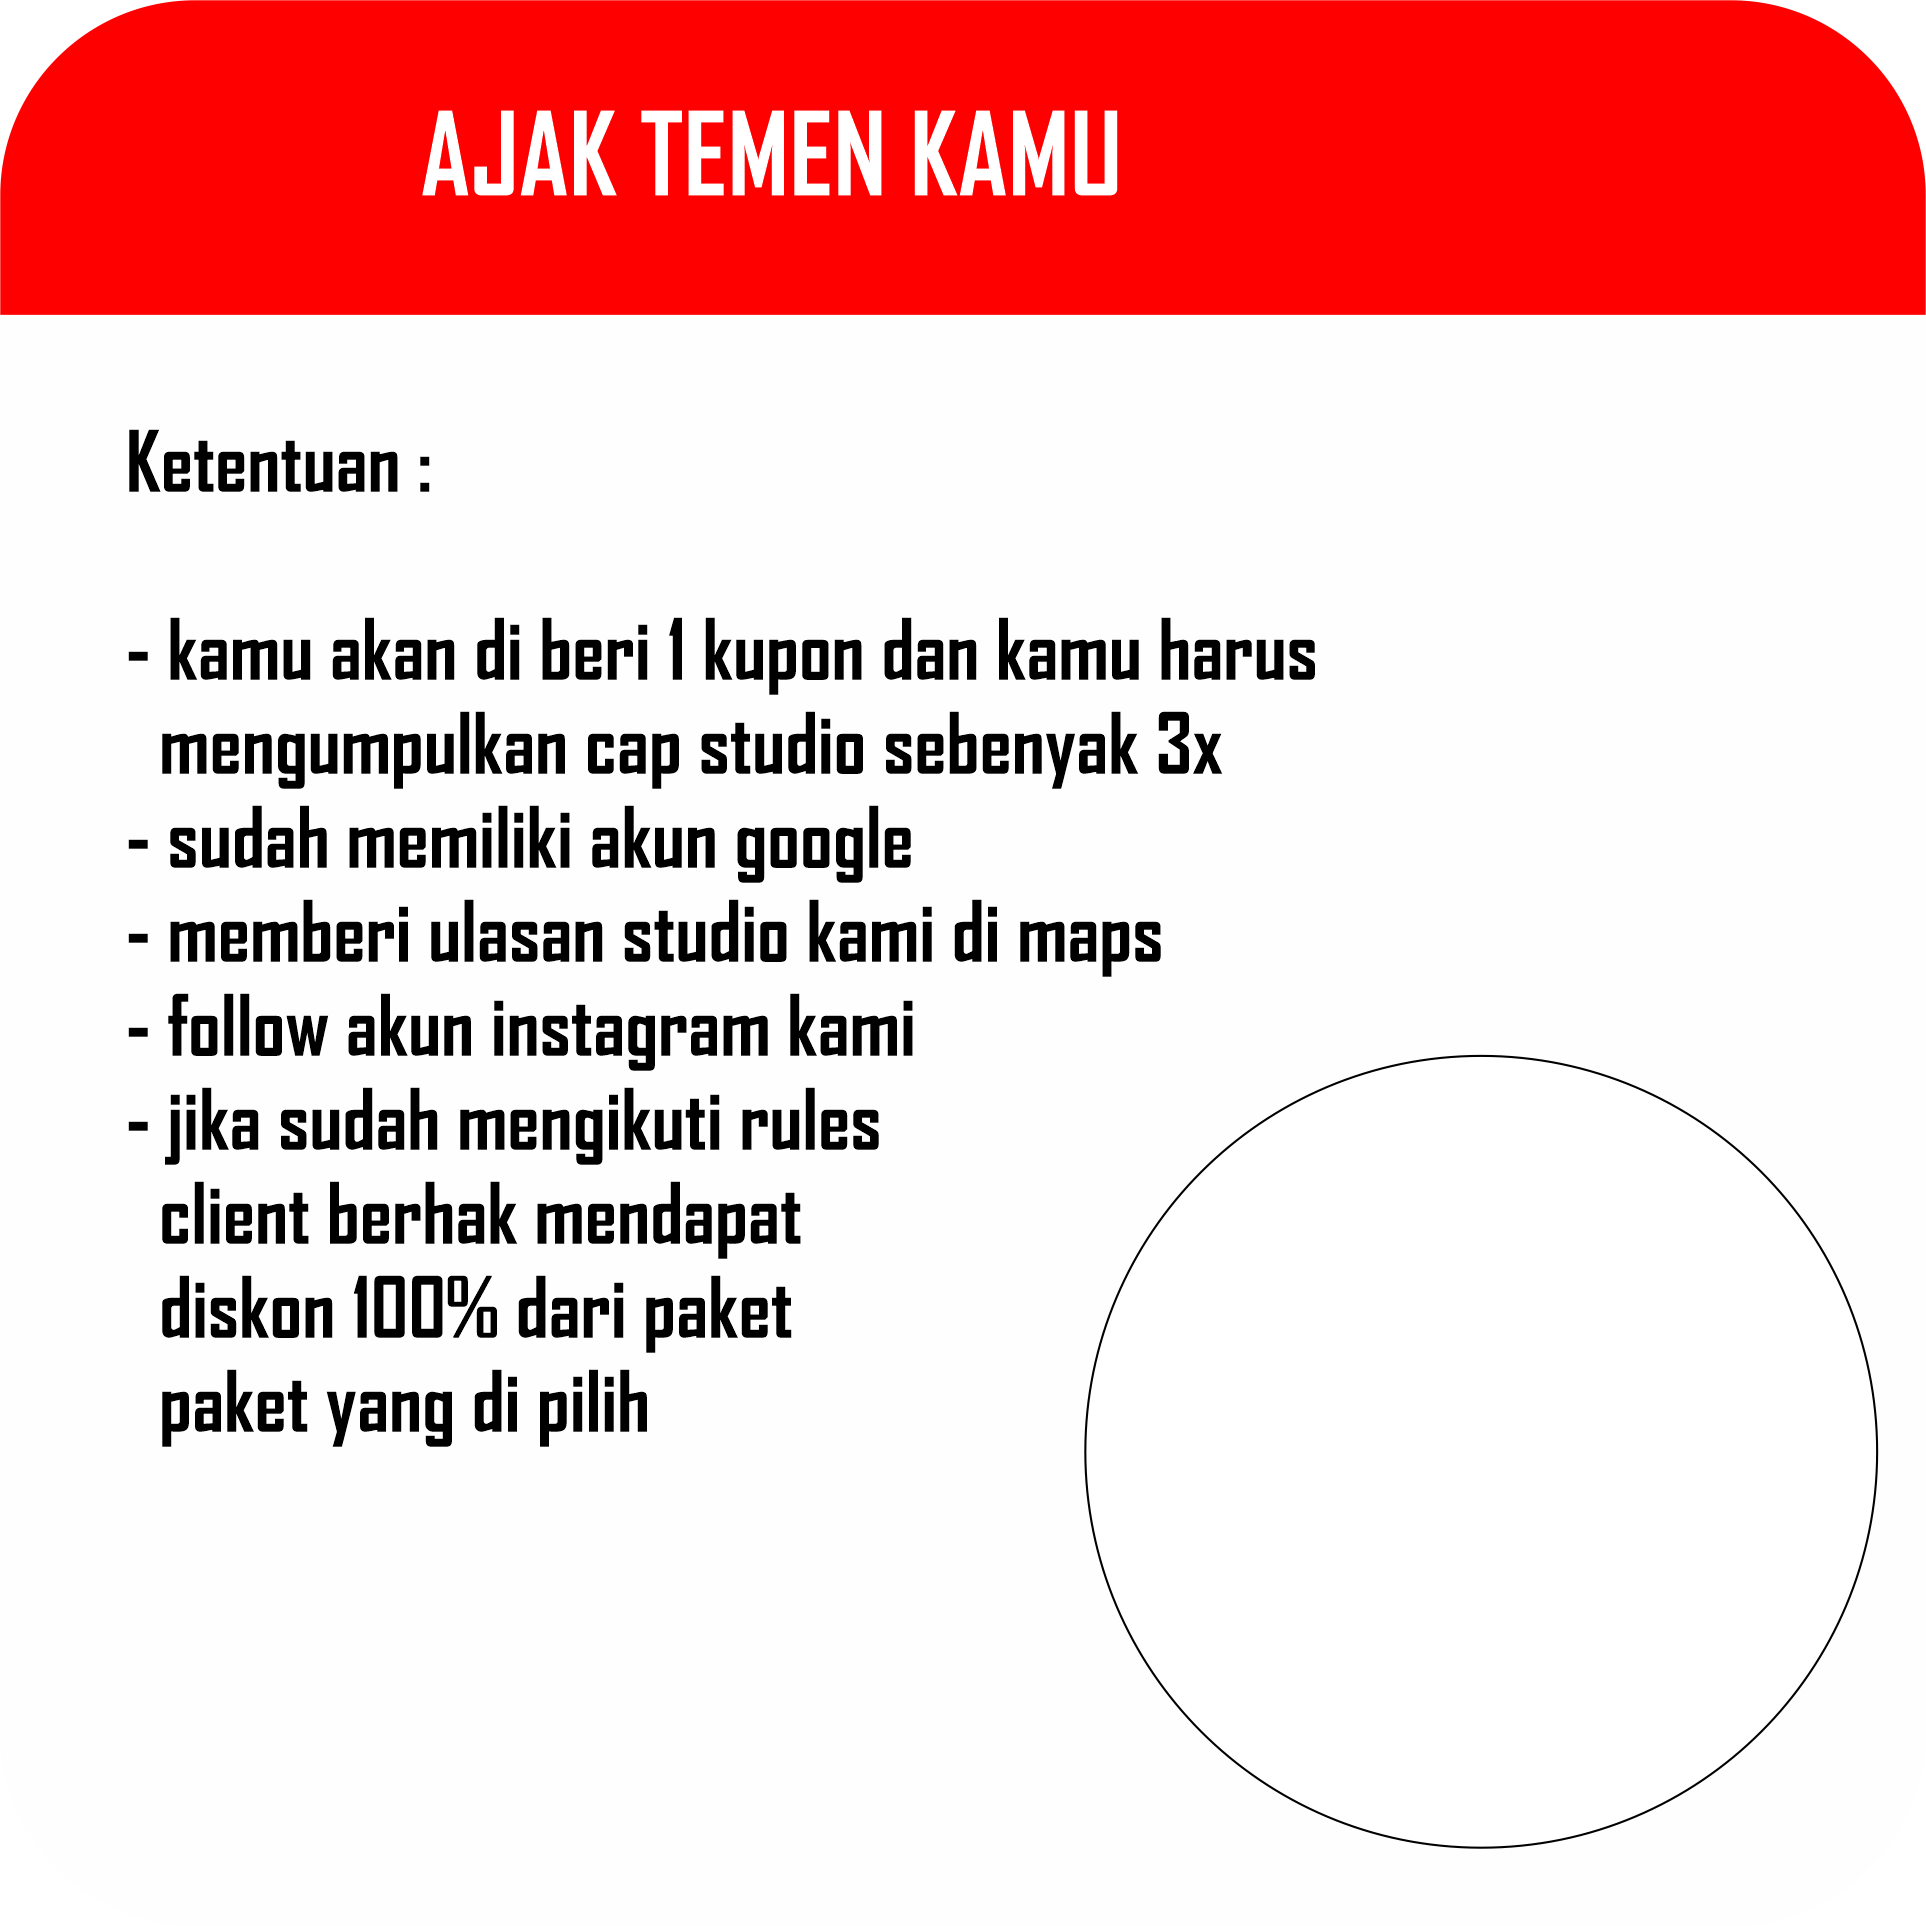 AJAK TEMEN KAMU
Ketentuan :
- kamu akan di beri 1 kupon dan kamu harus
mengumpulkan cap studio sebenyak 3x
- sudah memiliki akun google
- memberi ulasan studio kami di maps
- follow akun instagram kami
- jika sudah mengikuti rules
client berhak mendapat
diskon 100% dari paket
paket yang di pilih